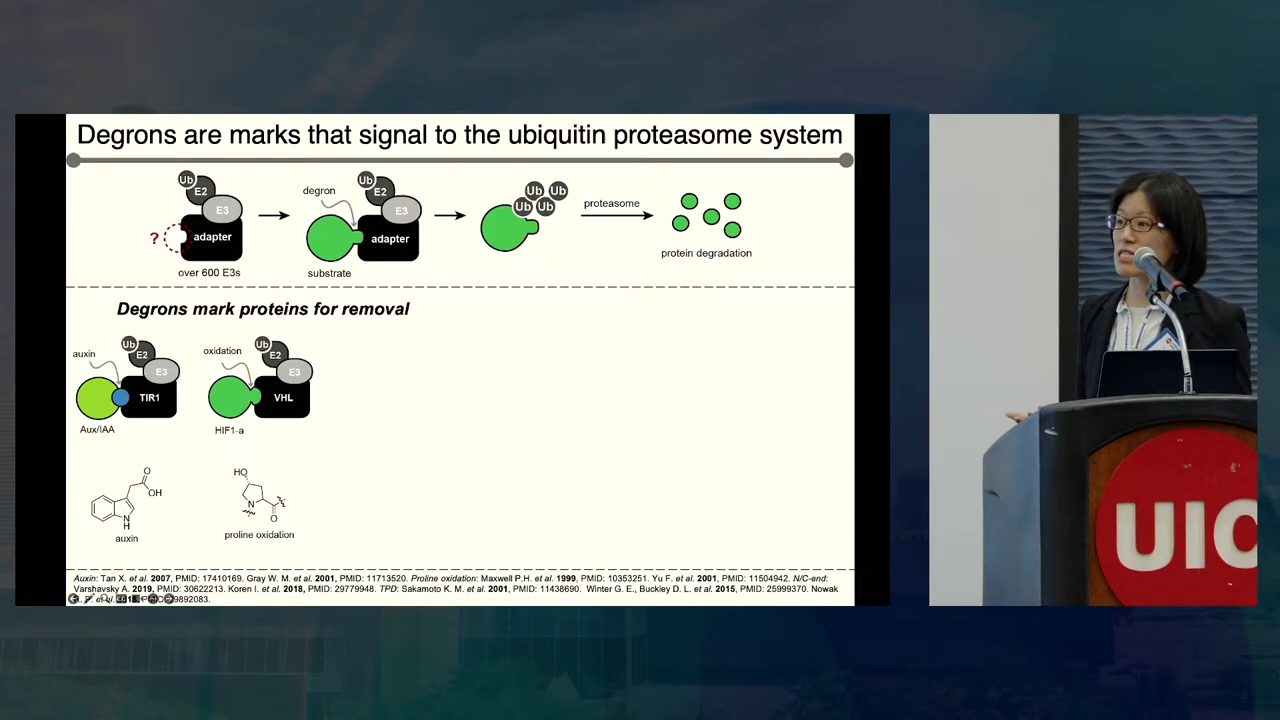 Degrons are marks that signal to the ubiquitin proteasome system
Ub
E2
E3
?
adapter
over 600 E3s
degron
Ub
E2
E3
adapter
substrate
Ub Ub
Ub Ub
proteasome
protein degradation
Degrons mark proteins for removal
auxin
Ub
E2
E3
TIR1
Aux/IAA
oxidation
Ub
E2
E3
VHL
HIF1-a
O
OH
N
H
auxin
HO
N
O
proline oxidation
Auxin: Tan X. et al. 2007, PMID: 17410169. Gray W. M. et al. 2001, PMID: 11713520. Proline oxidation: Maxwell P.H. et al. 1999, PMID: 10353251. Yu F. et al. 2001, PMID: 11504942. N/C-end:
Varshavsky A. 2019, PMID: 30622213. Koren I. et al. 2018, PMID: 29779948. TPD: Sakamoto K. M. et al. 2001, PMID: 11438690. Winter G. E., Buckley D. L. et al. 2015, PMID: 25999370. Nowak
UIC